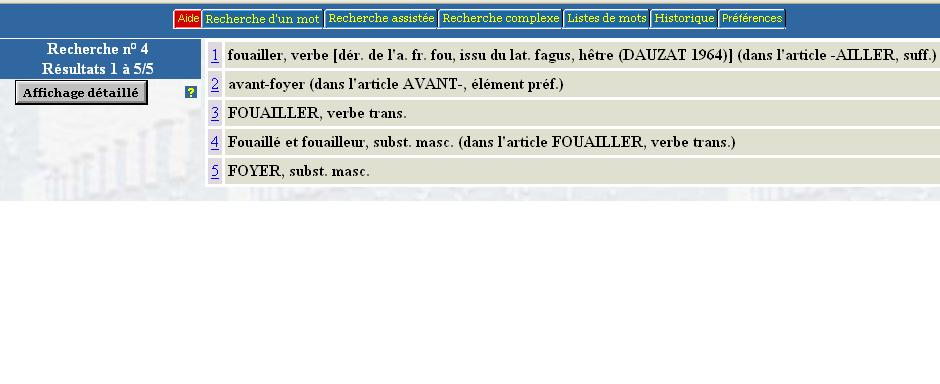 Aide Recherche d'un mot Recherche assistée Recherche complexe Listes de mots Historique Préférences
Recherche nº 4
Résultats 1 à 5/5
Affichage détaillé ?
1 fouailler, verbe [dér. de l'a. fr. fou, issu du lat. fagus, hêtre (DAUZAT 1964)] (dans l'article -AILLER, suff.)
2 avant-foyer (dans l'article AVANT-, élément préf.)
3 FOUAILLER, verbe trans.
4 Fouaillé et fouailleur, subst. masc. (dans l'article FOUAILLER, verbe trans.)
5 FOYER, subst. masc.